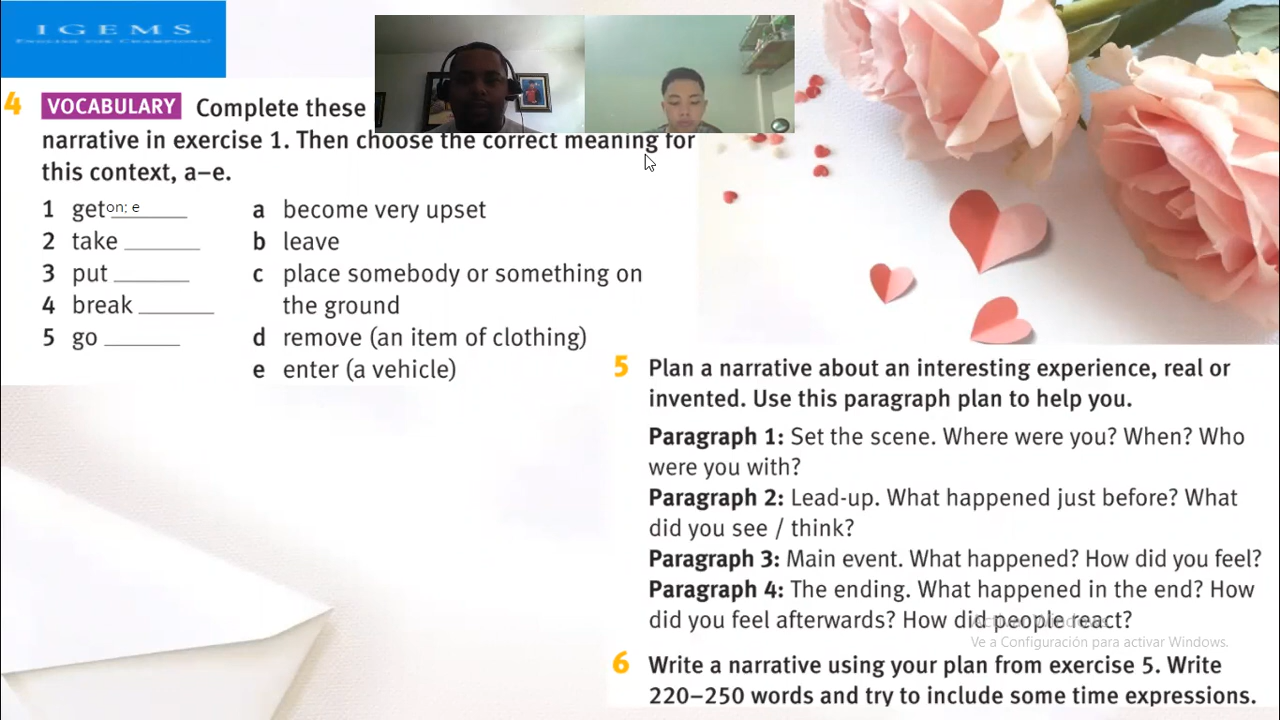 IGEMS
ENGLISH FOR CHAMPIONS!
4 VOCABULARY Complete these
narrative in exercise 1. Then choose the correct meaning for
this context, a–e.
1 get on; e
2 take
3 put
4 break
5 go
a become very upset
b leave
c place somebody or something on
the ground
d remove (an item of clothing)
e enter (a vehicle)
5 Plan a narrative about an interesting experience, real or
invented. Use this paragraph plan to help you.
Paragraph 1: Set the scene. Where were you? When? Who
were you with?
Paragraph 2: Lead-up. What happened just before? What
did you see / think?
Paragraph 3: Main event. What happened? How did you feel?
Paragraph 4: The ending. What happened in the end? How
did you feel afterwards? How did people react?
Activar Windows
Ve a Configuración para activar Windows.
6 Write a narrative using your plan from exercise 5. Write
220–250 words and try to include some time expressions.